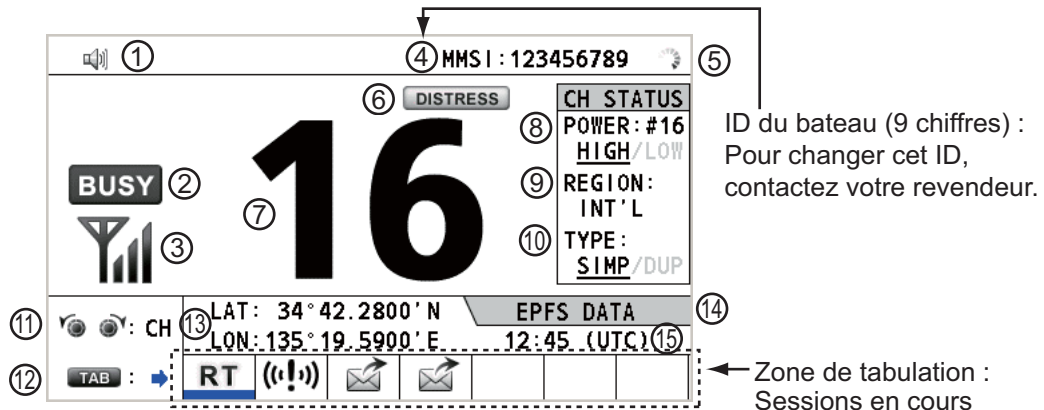 ① ④ MMSI:123456789 ⑤
⑥ DISTRESS
CH STATUS
⑧ POWER:#16
HIGH/LOW
⑨ REGION:
INT'L
⑩ TYPE:
SIMP/DUP
ID du bateau (9 chiffres) :
Pour changer cet ID,
contactez votre revendeur.
BUSY ②
③
⑦ 16
⑪ : CH
⑬ LAT: 34°42.2800'N
LON:135°19.5900'E
EPFS DATA ⑭
12:45 (UTC) ⑮
⑫ TAB :
RT
Zone de tabulation :
Sessions en cours